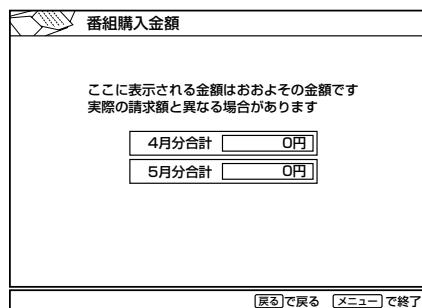 番組購入金額
ここに表示される金額はおおよその金額です
実際の請求額と異なる場合があります
4月分合計 0円
5月分合計 0円
戻るで戻る メニューで終了